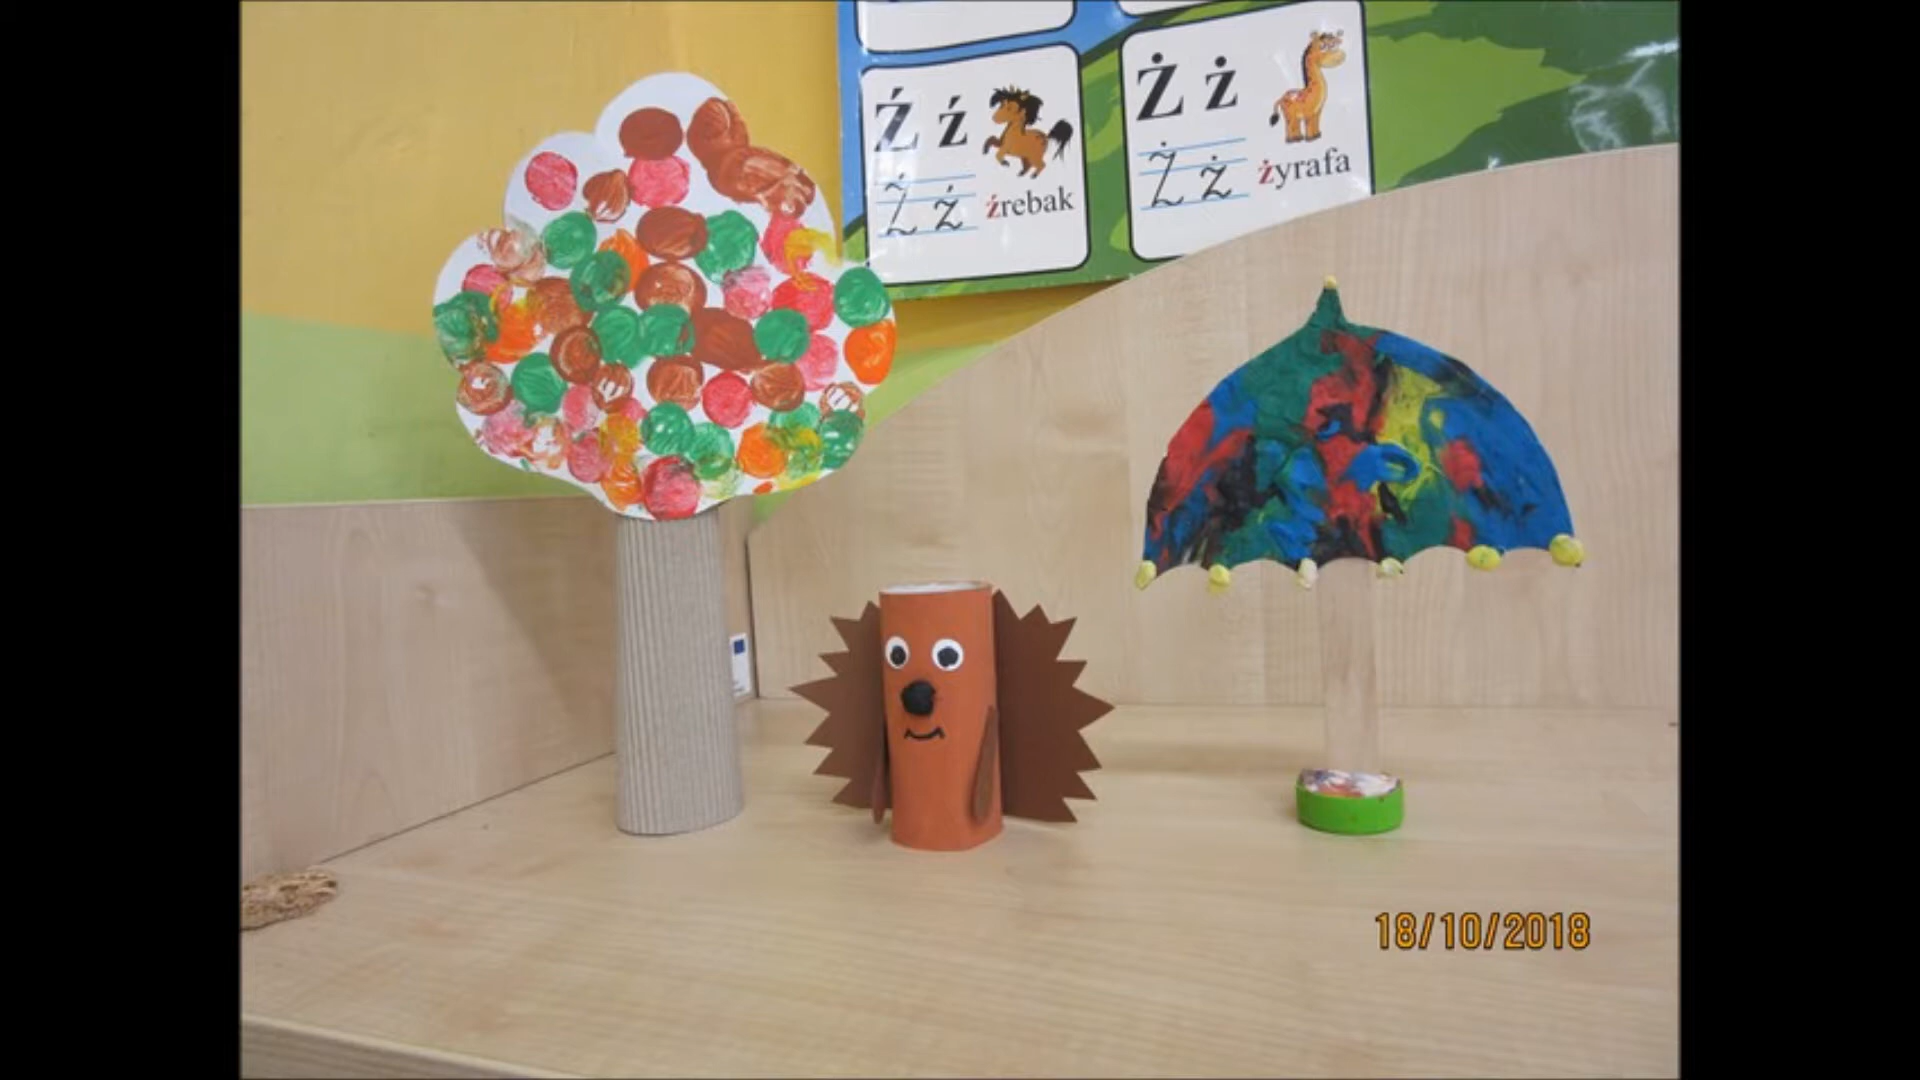 Ź ź
Ź ź
źrebak
Ż ż
Ż ż
żyrafa
18/10/2018